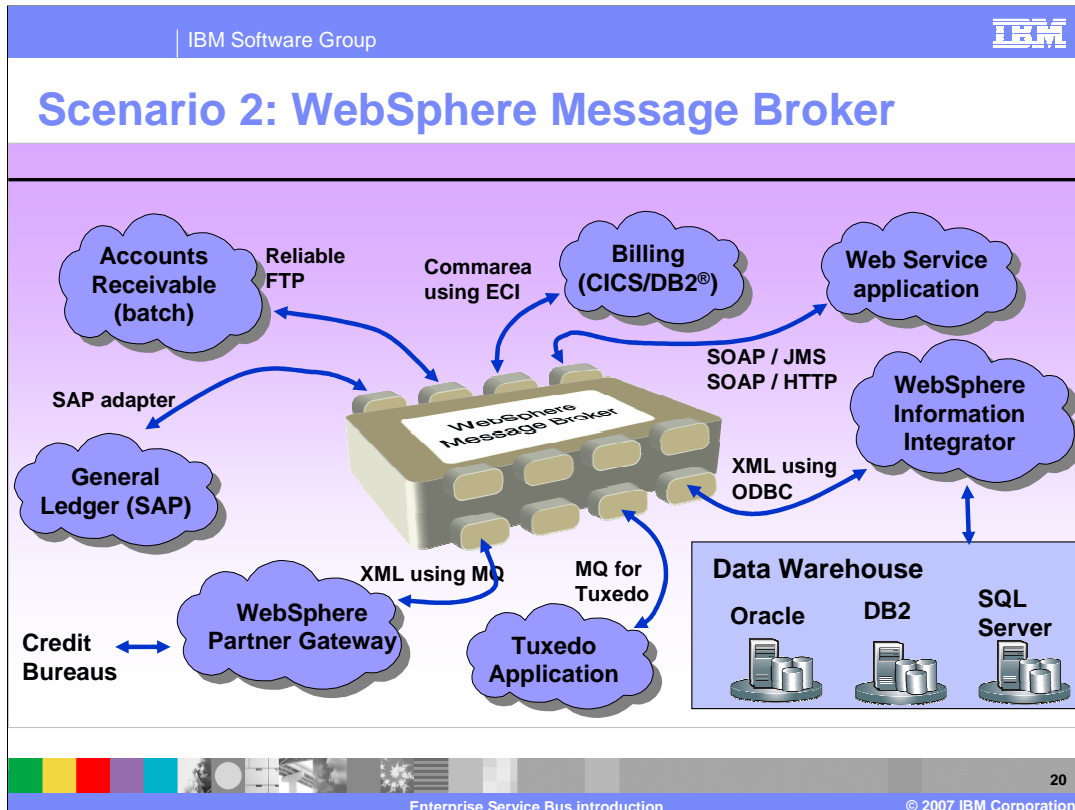 IBM Software Group
IBM
Scenario 2: WebSphere Message Broker
Accounts
Receivable
(batch)
Reliable
FTP
Commarea
using ECI
Billing
(CICS/DB2®)
Web Service
application
SOAP / JMS
SOAP / HTTP
SAP adapter
WebSphere
Message Broker
WebSphere
Information
Integrator
General
Ledger (SAP)
XML using
ODBC
XML using MQ
MQ for
Tuxedo
WebSphere
Partner Gateway
Credit
Bureaus
Tuxedo
Application
Data Warehouse
Oracle
DB2
SQL
Server
20
Enterprise Service Bus introduction
© 2007 IBM Corporation